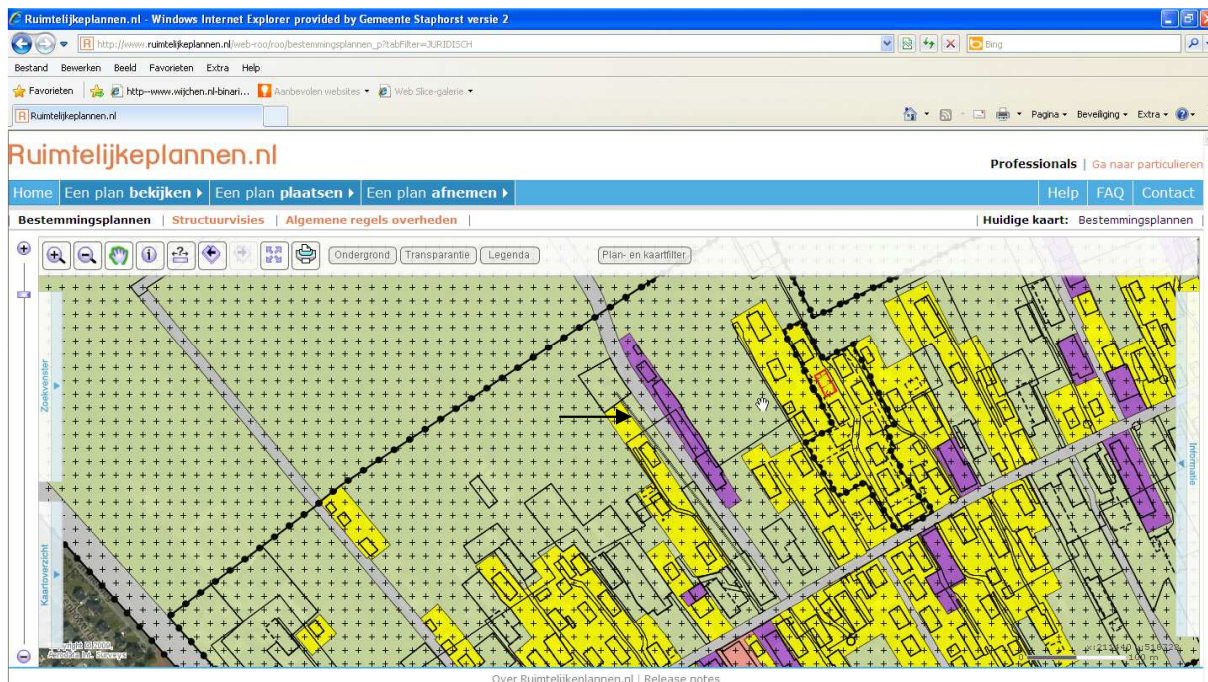 Ruimtelijkeplannen.nl - Windows Internet Explorer provided by Gemeente Staphorst versie 2
http://www.ruimtelijkeplannen.nl/web-roo/roo/bestemmingsplannen_p?tabFilter=JURIDISCH
Bing
Bestand Bewerken Beeld Favorieten Extra Help
Favorieten http--www.wijchen.nl-binari... Aanbevolen websites Web Slice-galerie
Ruimtelijkeplannen.nl
Pagina Beveiliging Extra
Ruimtelijkeplannen.nl
Professionals | Ga naar particulieren
Home Een plan bekijken Een plan plaatsen Een plan afnemen Help FAQ Contact
| Bestemmingsplannen | Structuurvisies | Algemene regels overheden | | Huidige kaart: Bestemmingsplannen |
Ondergrond Transparantie Legenda Plan- en kaartfilter
Zoekvenster
Informatie
Kaartoverzicht
Aerodata Int. Surveys
100 m
Over Ruimtelijkeplannen.nl | Release notes